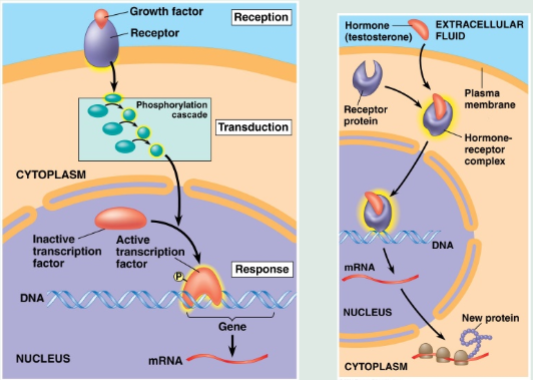 Growth factor
Reception
Receptor
Phosphorylation
cascade
Transduction
CYTOPLASM
Inactive
transcription
factor
Active
transcription
factor
P
Response
DNA
Gene
NUCLEUS
mRNA
Hormone
(testosterone)
EXTRACELLULAR
FLUID
Plasma
membrane
Receptor
protein
Hormone-
receptor
complex
DNA
mRNA
NUCLEUS
New protein
CYTOPLASM